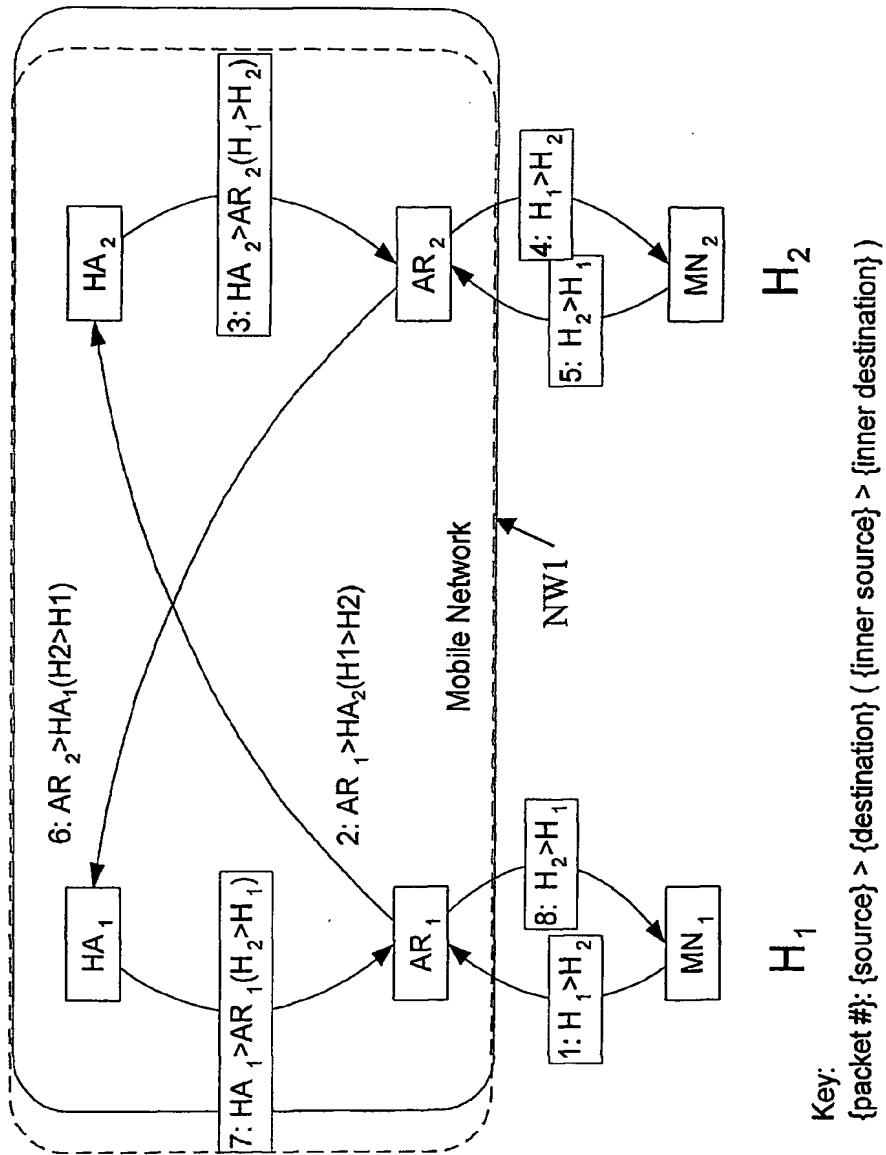 HA₁
HA₂
6: AR₂>HA₁(H2>H1)
7: HA₁>AR₁(H₂>H₁)
3: HA₂>AR₂(H₁>H₂)
2: AR₁>HA₂(H1>H2)
AR₁
AR₂
Mobile Network
NW1
1: H₁>H₂
8: H₂>H₁
5: H₂>H₁
4: H₁>H₂
MN₁
MN₂
H₁
H₂
Key:
{packet #}: {source} > {destination} ( {inner source} > {inner destination} )